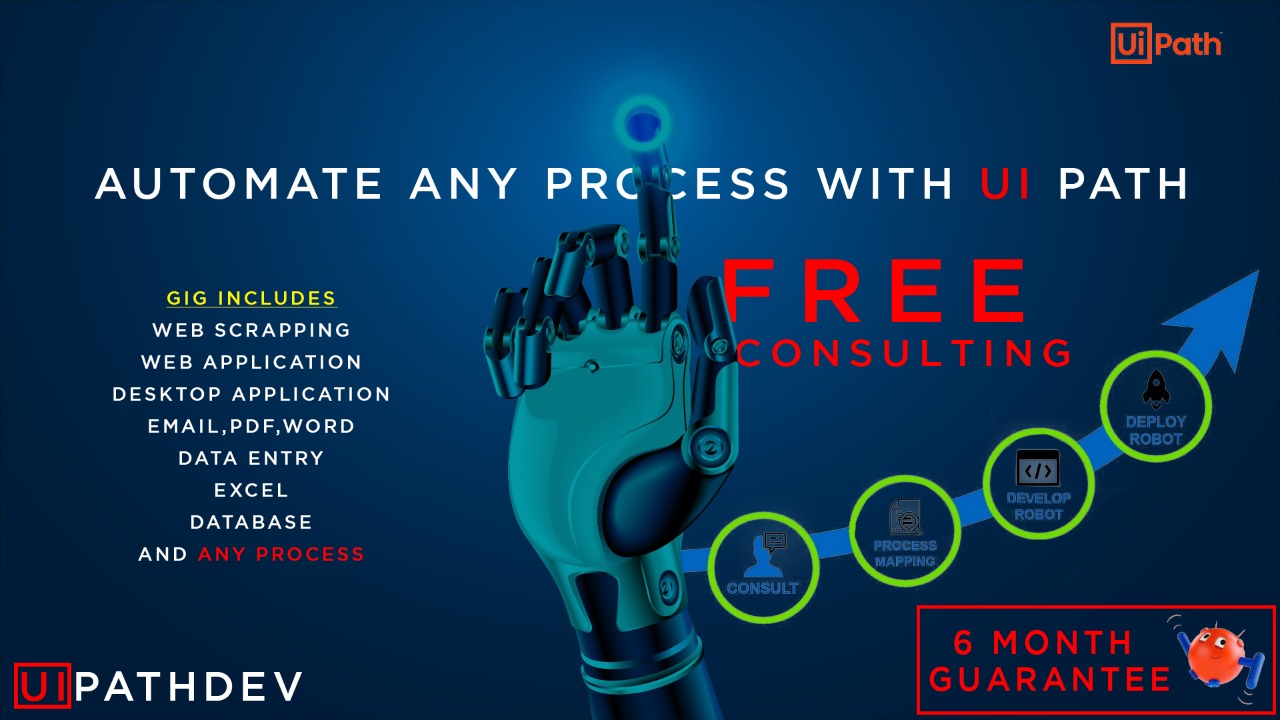 UiPath
AUTOMATE ANY PROCESS WITH UI PATH
FREE
CONSULTING
GIG INCLUDES
WEB SCRAPPING
WEB APPLICATION
DESKTOP APPLICATION
EMAIL,PDF,WORD
DATA ENTRY
EXCEL
DATABASE
AND ANY PROCESS
CONSULT
PROCESS
MAPPING
</>
DEVELOP
ROBOT
DEPLOY
ROBOT
6 MONTH
GUARANTEE
UIPATHDEV